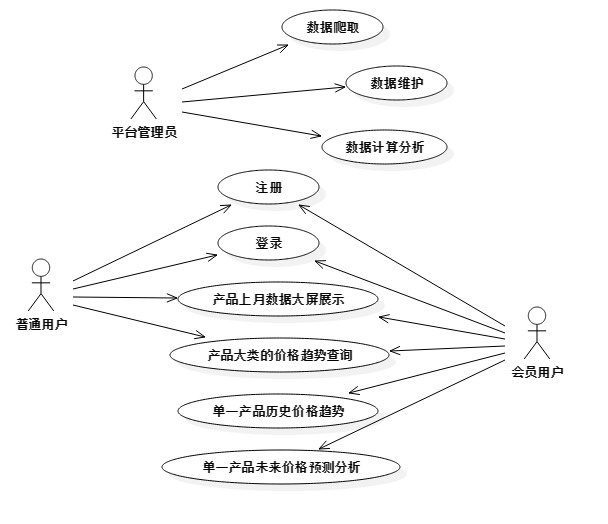 数据爬取
数据维护
平台管理员
数据计算分析
注册
登录
产品上月数据大屏展示
普通用户
产品大类的价格趋势查询
会员用户
单一产品历史价格趋势
单一产品未来价格预测分析